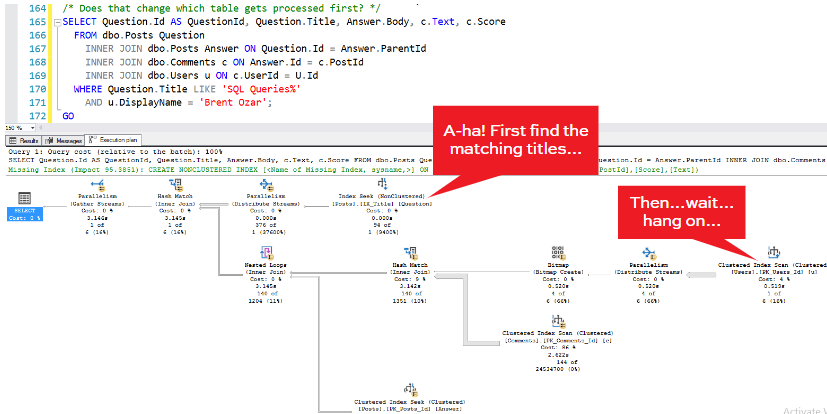 164 /* Does that change which table gets processed first? */
165 SELECT Question.Id AS QuestionId, Question.Title, Answer.Body, c.Text, c.Score
166 FROM dbo.Posts Question
167 INNER JOIN dbo.Posts Answer ON Question.Id = Answer.ParentId
168 INNER JOIN dbo.Comments c ON Answer.Id = c.PostId
169 INNER JOIN dbo.Users u ON c.UserId = U.Id
170 WHERE Question.Title LIKE 'SQL Queries%'
171 AND u.DisplayName = 'Brent Ozar';
172 GO
150 %
A-ha! First find the
matching titles...
Results Messages Execution plan
Query 1: Query cost (relative to the batch): 100%
SELECT Question.Id AS QuestionId, Question.Title, Answer.Body, c.Text, c.Score FROM dbo.Posts Ques uestion.Id = Answer.ParentId INNER JOIN dbo.Comments
Missing Index (Impact 95.3851): CREATE NONCLUSTERED INDEX [<Name of Missing Index, sysname,>] ON PostId],[Score],[Text])
SELECT
Cost: 2 %
Parallelism
(Gather Streams)
Cost: 0 %
3.146s
1 of
6 (16%)
Hash Match
(Inner Join)
Cost: 0 %
3.145s
1 of
6 (16%)
Parallelism
(Distribute Streams)
Cost: 0 %
0.000s
376 of
1 (37600%)
Index Seek (NonClustered)
[Posts].[IX_Title] [Question]
Cost: 0 %
0.000s
94 of
1 (9400%)
Then...wait...
hang on...
Nested Loops
(Inner Join)
Cost: 0 %
3.145s
140 of
1204 (11%)
Hash Match
(Inner Join)
Cost: 9 %
3.142s
140 of
1351 (10%)
Bitmap
(Bitmap Create)
Cost: 0 %
0.520s
4 of
6 (66%)
Parallelism
(Distribute Streams)
Cost: 0 %
0.520s
4 of
6 (66%)
Clustered Index Scan (Clustered)
[Users].[PK_Users_Id] [u]
Cost: 4 %
0.519s
1 of
6 (16%)
Clustered Index Scan (Clustered)
[Comments].[PK_Comments_Id] [c]
Cost: 86 %
2.622s
144 of
24534700 (0%)
Clustered Index Seek (Clustered)
[Posts].[PK_Posts_Id] [Answer]
Activate